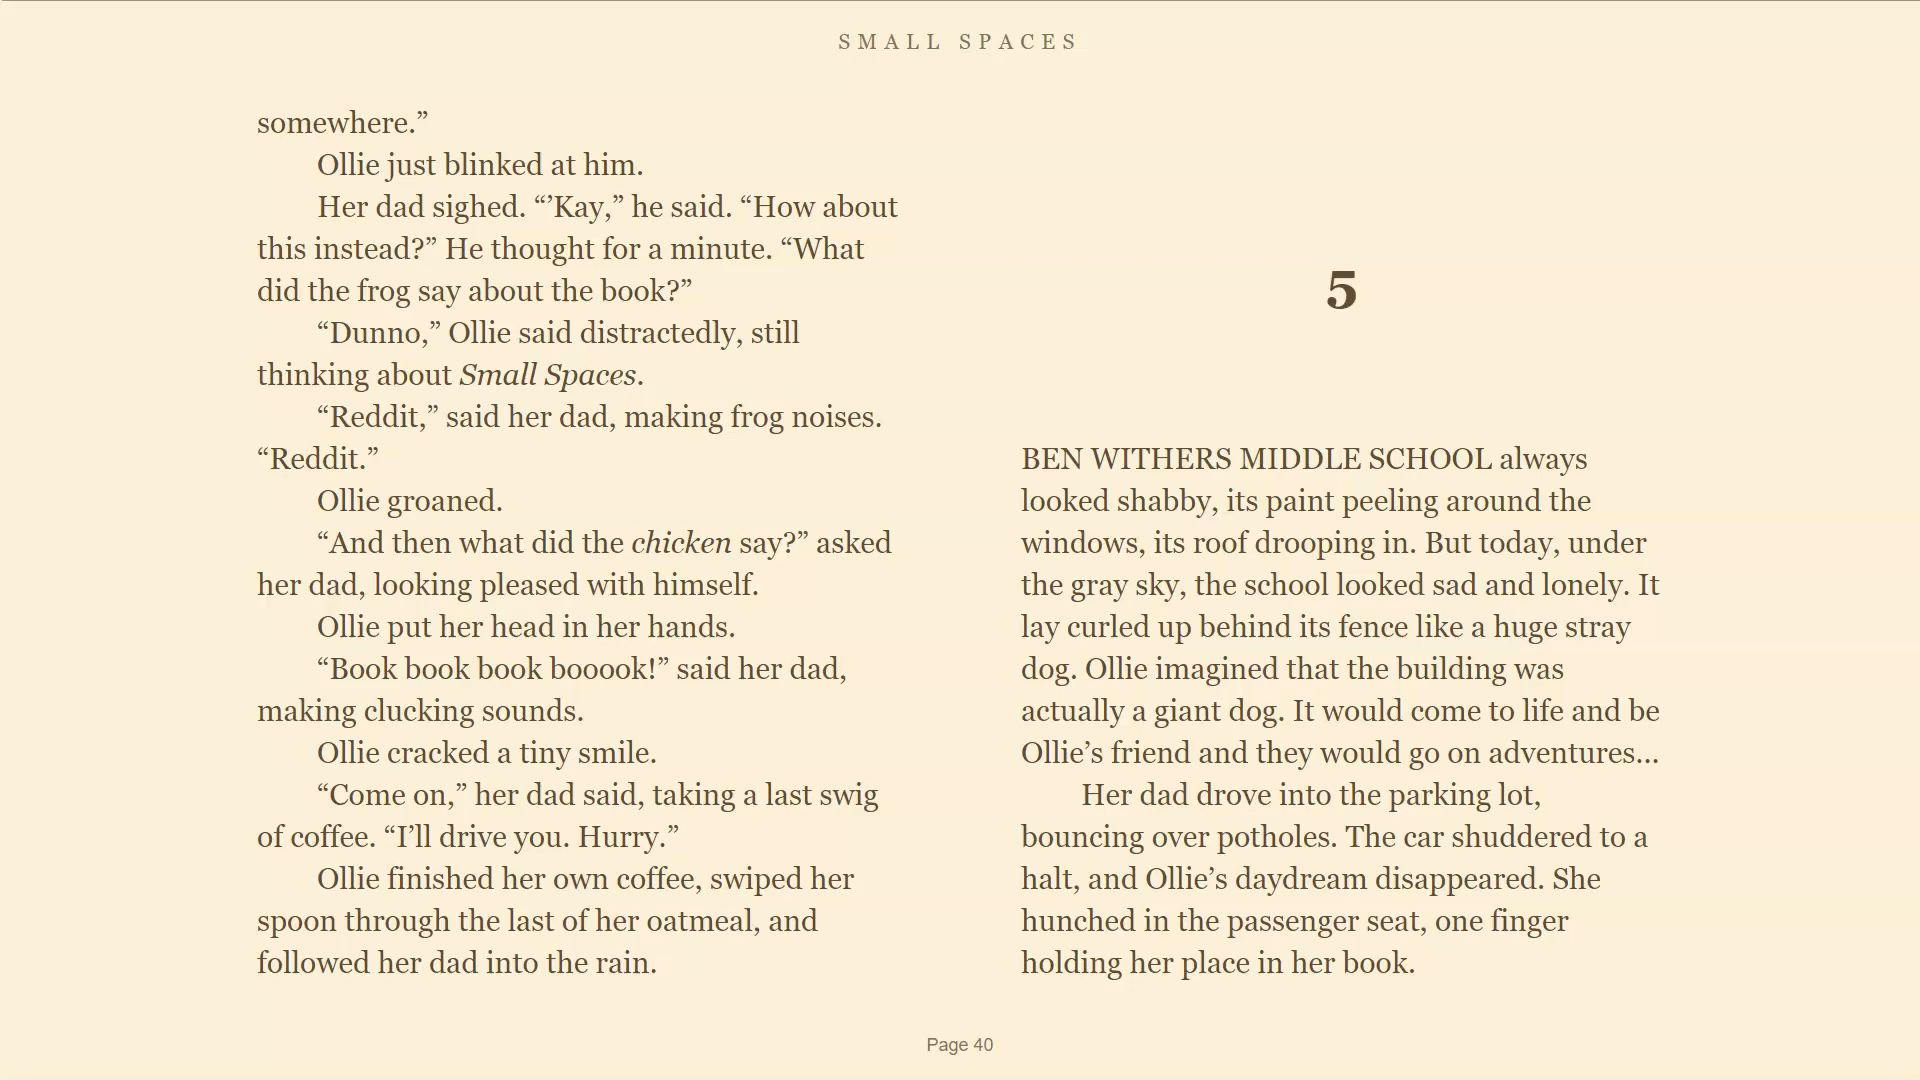 SMALL SPACES
somewhere.”
Ollie just blinked at him.
Her dad sighed. “’Kay,” he said. “How about
this instead?” He thought for a minute. “What
did the frog say about the book?”
“Dunno,” Ollie said distractedly, still
thinking about Small Spaces.
“Reddit,” said her dad, making frog noises.
“Reddit.”
Ollie groaned.
“And then what did the chicken say?” asked
her dad, looking pleased with himself.
Ollie put her head in her hands.
“Book book book booook!” said her dad,
making clucking sounds.
Ollie cracked a tiny smile.
“Come on,” her dad said, taking a last swig
of coffee. “I’ll drive you. Hurry.”
Ollie finished her own coffee, swiped her
spoon through the last of her oatmeal, and
followed her dad into the rain.
5
BEN WITHERS MIDDLE SCHOOL always
looked shabby, its paint peeling around the
windows, its roof drooping in. But today, under
the gray sky, the school looked sad and lonely. It
lay curled up behind its fence like a huge stray
dog. Ollie imagined that the building was
actually a giant dog. It would come to life and be
Ollie’s friend and they would go on adventures...
Her dad drove into the parking lot,
bouncing over potholes. The car shuddered to a
halt, and Ollie’s daydream disappeared. She
hunched in the passenger seat, one finger
holding her place in her book.
Page 40